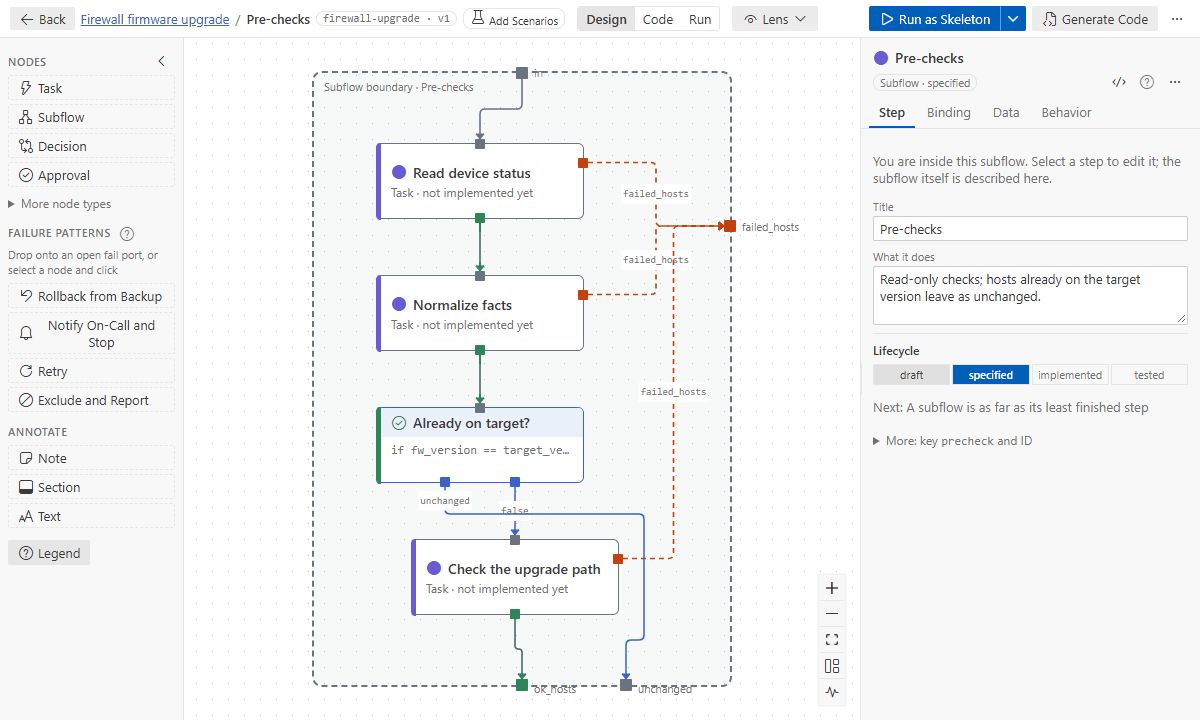 Back
Firewall firmware upgrade / Pre-checks
firewall-upgrade · v1
Add Scenarios
Design
Code
Run
Lens
Run as Skeleton
Generate Code
NODES
Task
Subflow
Decision
Approval
More node types
FAILURE PATTERNS
Drop onto an open fail port, or
select a node and click
Rollback from Backup
Notify On-Call and
Stop
Retry
Exclude and Report
ANNOTATE
Note
Section
Text
Legend
in
Subflow boundary · Pre-checks
Read device status
Task · not implemented yet
failed_hosts
failed_hosts
failed_hosts
Normalize facts
Task · not implemented yet
failed_hosts
Already on target?
if fw_version == target_ve…
unchanged
false
Check the upgrade path
Task · not implemented yet
ok_hosts
unchanged
Pre-checks
Subflow · specified
Step
Binding
Data
Behavior
You are inside this subflow. Select a step to edit it; the
subflow itself is described here.
Title
Pre-checks
What it does
Read-only checks; hosts already on the target
version leave as unchanged.
Lifecycle
draft
specified
implemented
tested
Next: A subflow is as far as its least finished step
More: key precheck and ID